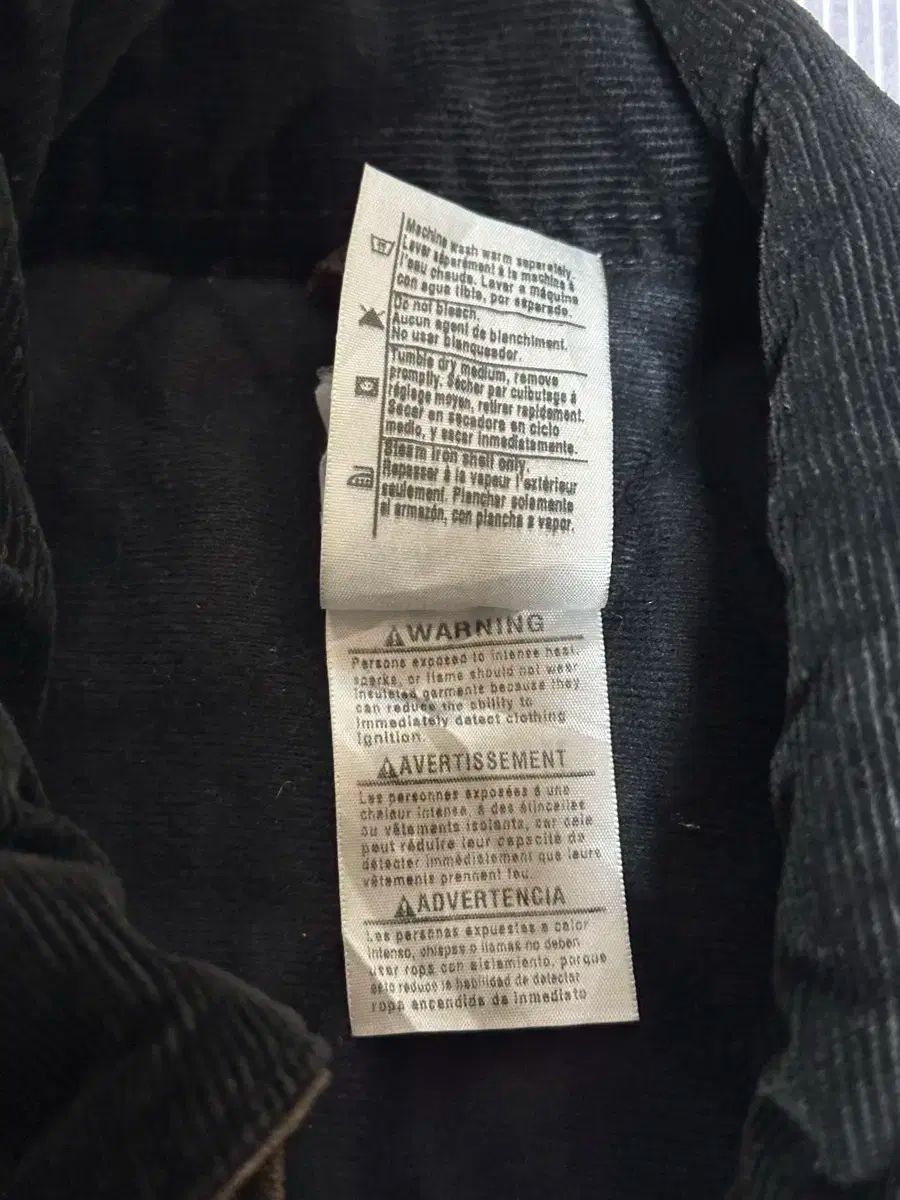 Machine wash warm separately.
Laver séparément à la machine à
l'eau chaude. Lavar a máquina
con agua tibia, por separado.
Do not bleach.
Aucun agent de blanchiment.
No usar blanqueador.
Tumble dry medium, remove
promptly. Sécher par culbutage à
réglage moyen, retirer rapidement.
Secar en secadora en ciclo
medio, y sacar inmediatamente.
Steam iron shell only.
Repasser à la vapeur l'extérieur
seulement. Planchar solamente
el armazón, con plancha a vapor.
WARNING
Persons exposed to intense heat,
sparks, or flame should not wear
insulated garments because they
can reduce the ability to
immediately detect clothing
ignition.
AVERTISSEMENT
Les personnes exposées à une
chaleur intense, à des étincelles
ou vêtements isolants, car cela
peut réduire leur capacité de
détecter immédiatement que leurs
vêtements prennent feu.
ADVERTENCIA
Las personas expuestas a calor
intenso, chispas o llamas no deben
usar ropa con aislamiento, porque
esto reduce la habilidad de detectar
ropa encendida de inmediato